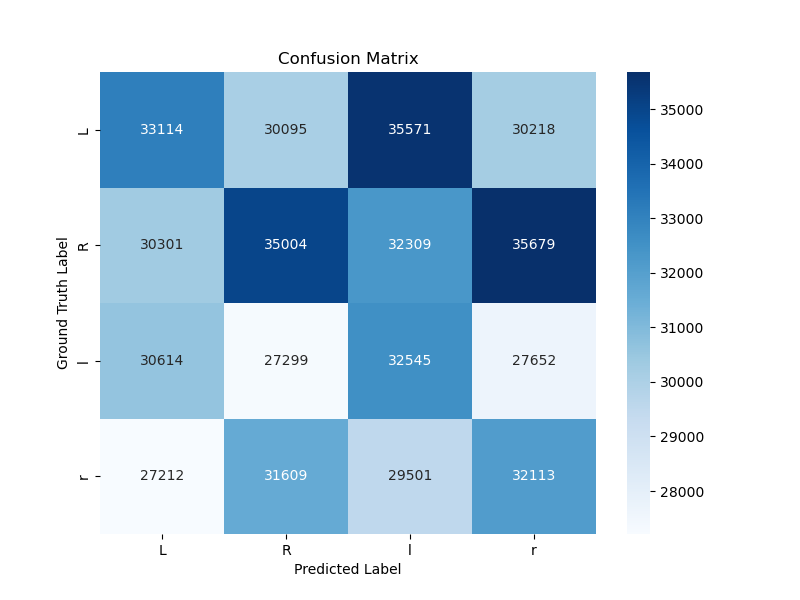 Confusion Matrix
Ground Truth Label
L 33114 30095 35571 30218
R 30301 35004 32309 35679
l 30614 27299 32545 27652
r 27212 31609 29501 32113
L R l r
Predicted Label
35000
34000
33000
32000
31000
30000
29000
28000